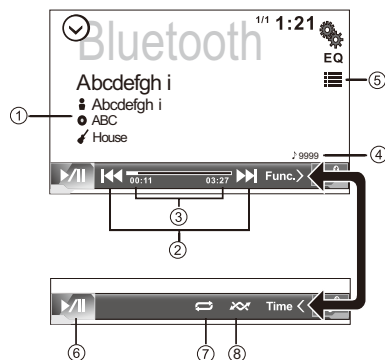 Bluetooth
1/1 1:21
EQ
Abcdefgh i
Abcdefgh i
ABC
House
♪ 9999
00:11 03:27 Func.
Time
1
2
3
4
5
6
7
8